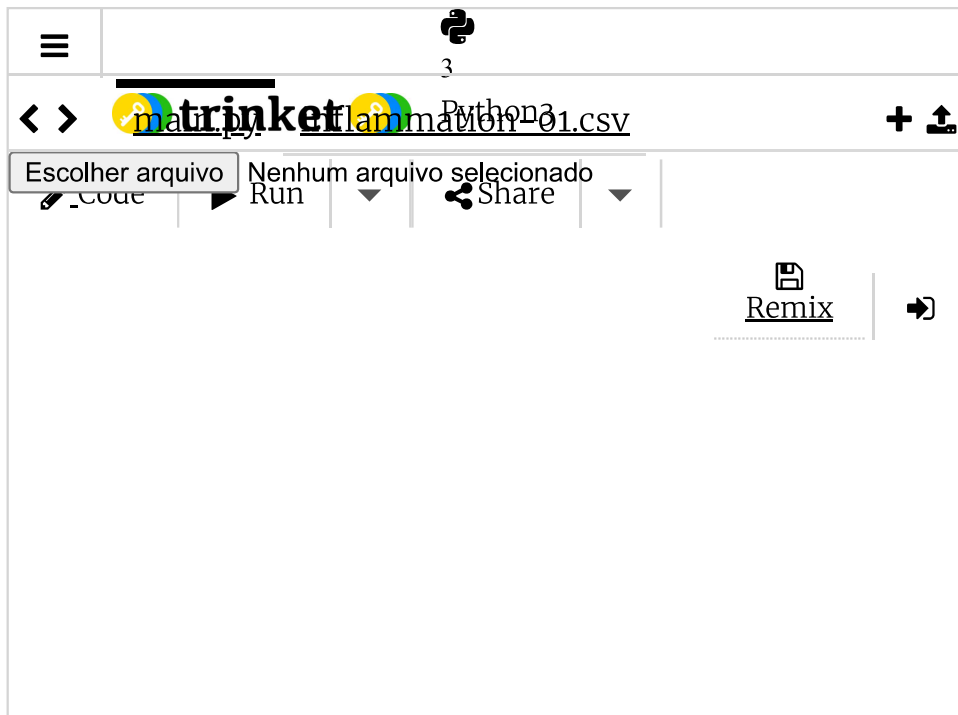 3
Python3
trinket
main.py inflammation-01.csv
Escolher arquivo Nenhum arquivo selecionado
Code Run Share
Remix